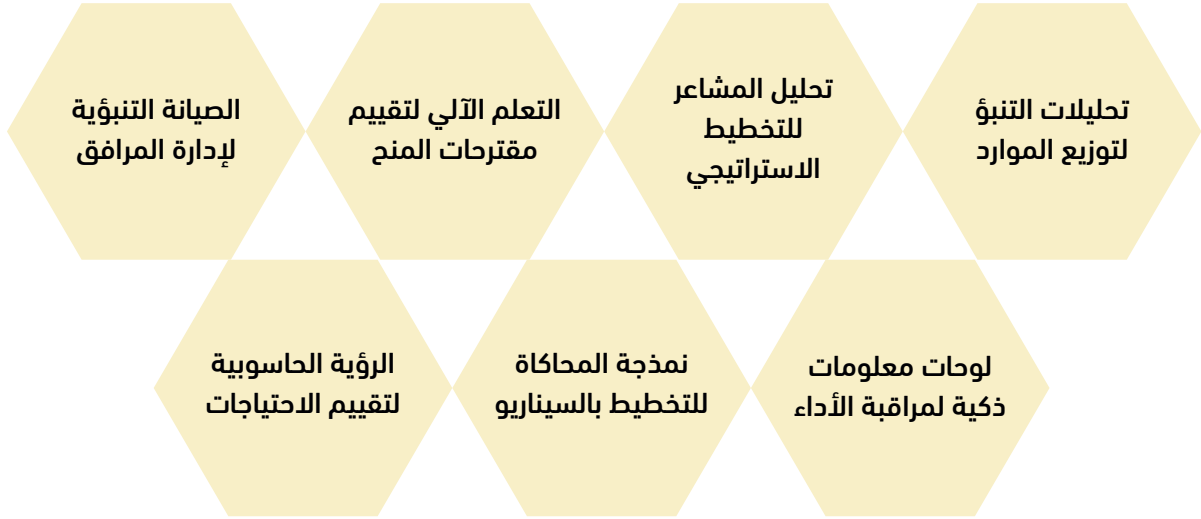 تحليلات التنبؤ
لتوزيع الموارد
تحليل المشاعر
للتخطيط
الاستراتيجي
التعلم الآلي لتقييم
مقترحات المنح
الصيانة التنبؤية
لإدارة المرافق
لوحات معلومات
ذكية لمراقبة الأداء
نمذجة المحاكاة
للتخطيط بالسيناريو
الرؤية الحاسوبية
لتقييم الاحتياجات